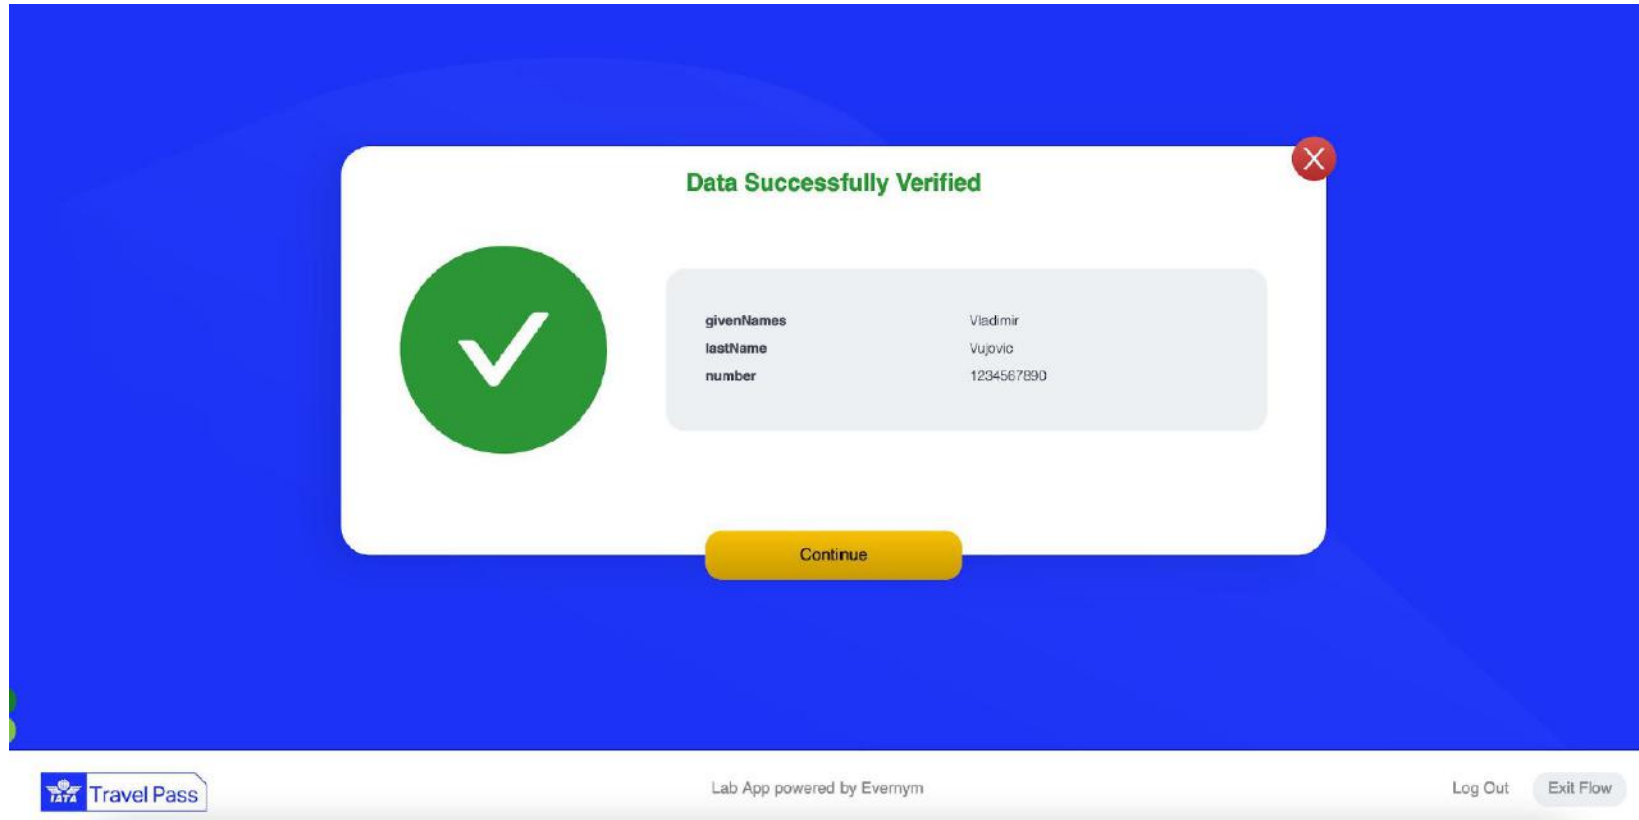 Data Successfully Verified
givenNames Vladimir
lastName Vujovic
number 1234567890
Continue
IATA Travel Pass
Lab App powered by Evernym
Log Out Exit Flow